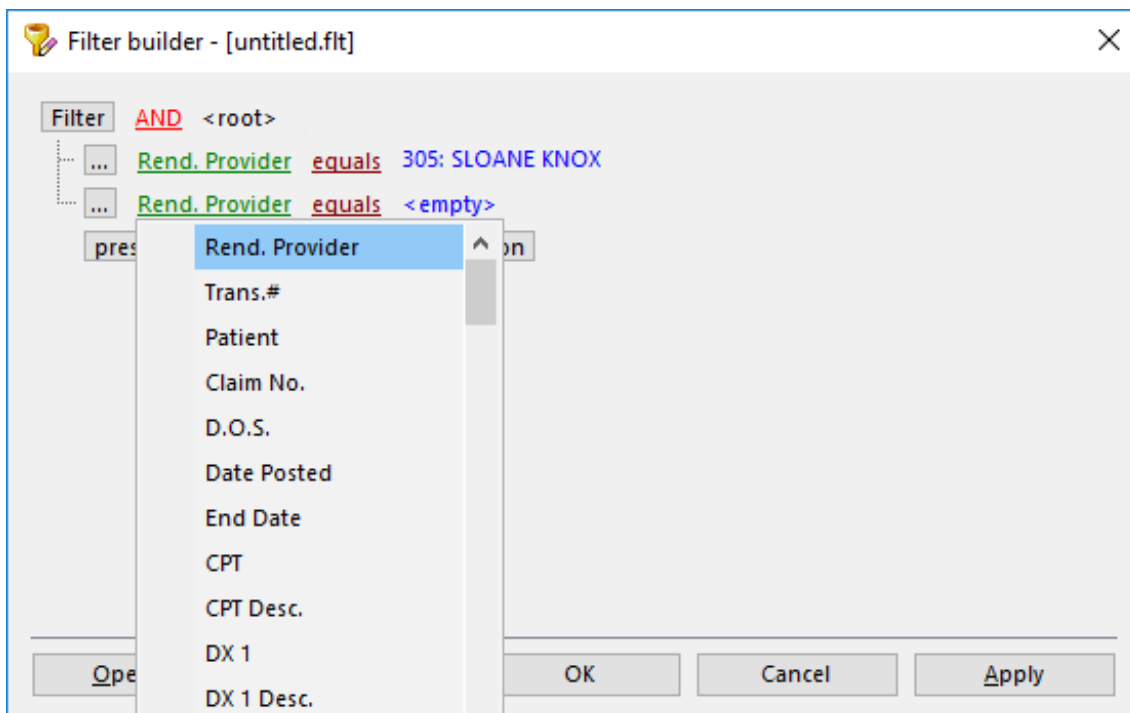 Filter builder - [untitled.flt]
Filter AND <root>
... Rend. Provider equals 305: SLOANE KNOX
... Rend. Provider equals <empty>
Rend. Provider
Trans.#
Patient
Claim No.
D.O.S.
Date Posted
End Date
CPT
CPT Desc.
DX 1
DX 1 Desc.
OK Cancel Apply